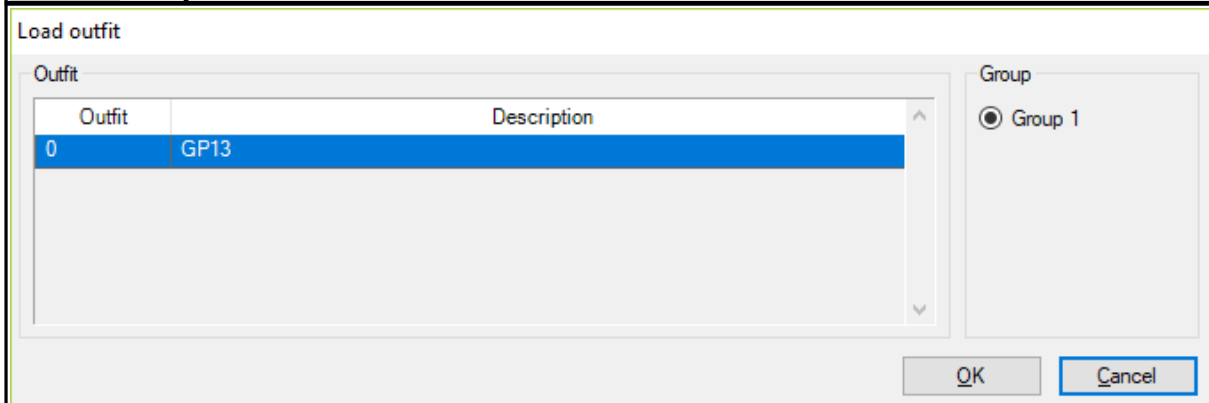 Load outfit
Outfit
Group
Outfit Description
Group 1
0 GP13
OK Cancel